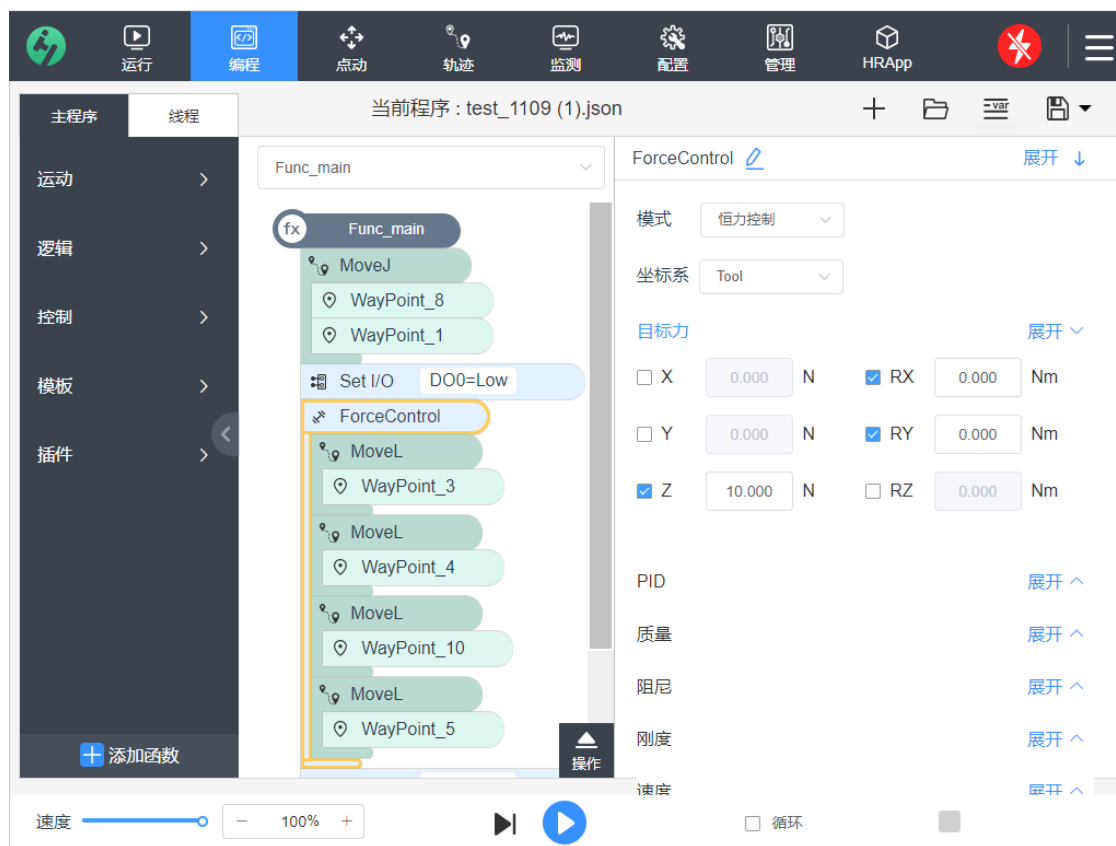 运行
编程
点动
轨迹
监测
配置
管理
HRApp
主程序
线程
当前程序 : test_1109 (1).json
var
运动
逻辑
控制
模板
插件
添加函数
Func_main
fx
Func_main
MoveJ
WayPoint_8
WayPoint_1
Set I/O DO0=Low
ForceControl
MoveL
WayPoint_3
MoveL
WayPoint_4
MoveL
WayPoint_10
MoveL
WayPoint_5
操作
ForceControl 展开
模式 恒力控制
坐标系 Tool
目标力 展开
X 0.000 N RX 0.000 Nm
Y 0.000 N RY 0.000 Nm
Z 10.000 N RZ 0.000 Nm
PID 展开
质量 展开
阻尼 展开
刚度 展开
速度 展开
速度 − 100% + 循环